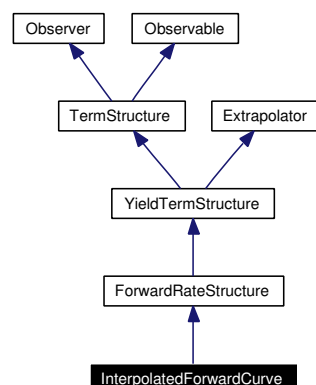 Observer
Observable
TermStructure
Extrapolator
YieldTermStructure
ForwardRateStructure
InterpolatedForwardCurve